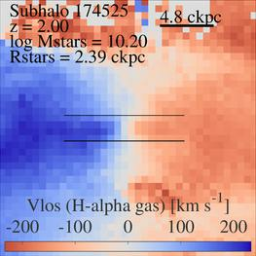 Subhalo 174525
4.8 ckpc
z = 2.00
log Mstars = 10.20
Rstars = 2.39 ckpc
Vlos (H-alpha gas) [km s⁻¹]
-200 -100 0 100 200